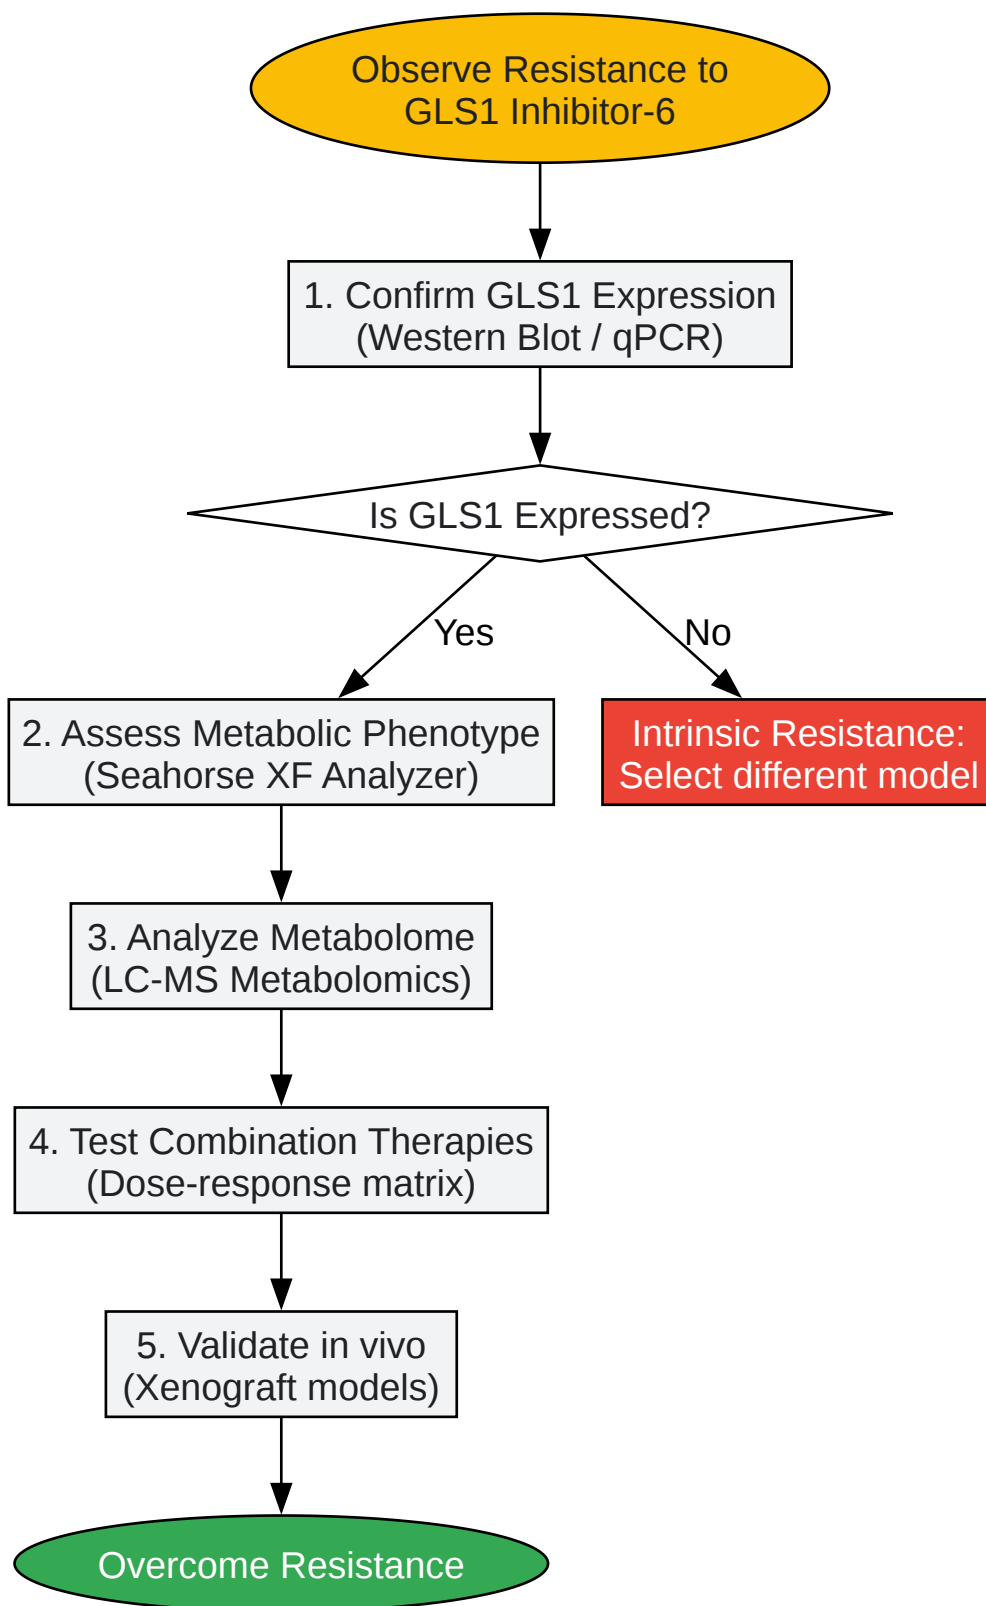 Observe Resistance to
GLS1 Inhibitor-6
1. Confirm GLS1 Expression
(Western Blot / qPCR)
Is GLS1 Expressed?
Yes
No
2. Assess Metabolic Phenotype
(Seahorse XF Analyzer)
Intrinsic Resistance:
Select different model
3. Analyze Metabolome
(LC-MS Metabolomics)
4. Test Combination Therapies
(Dose-response matrix)
5. Validate in vivo
(Xenograft models)
Overcome Resistance